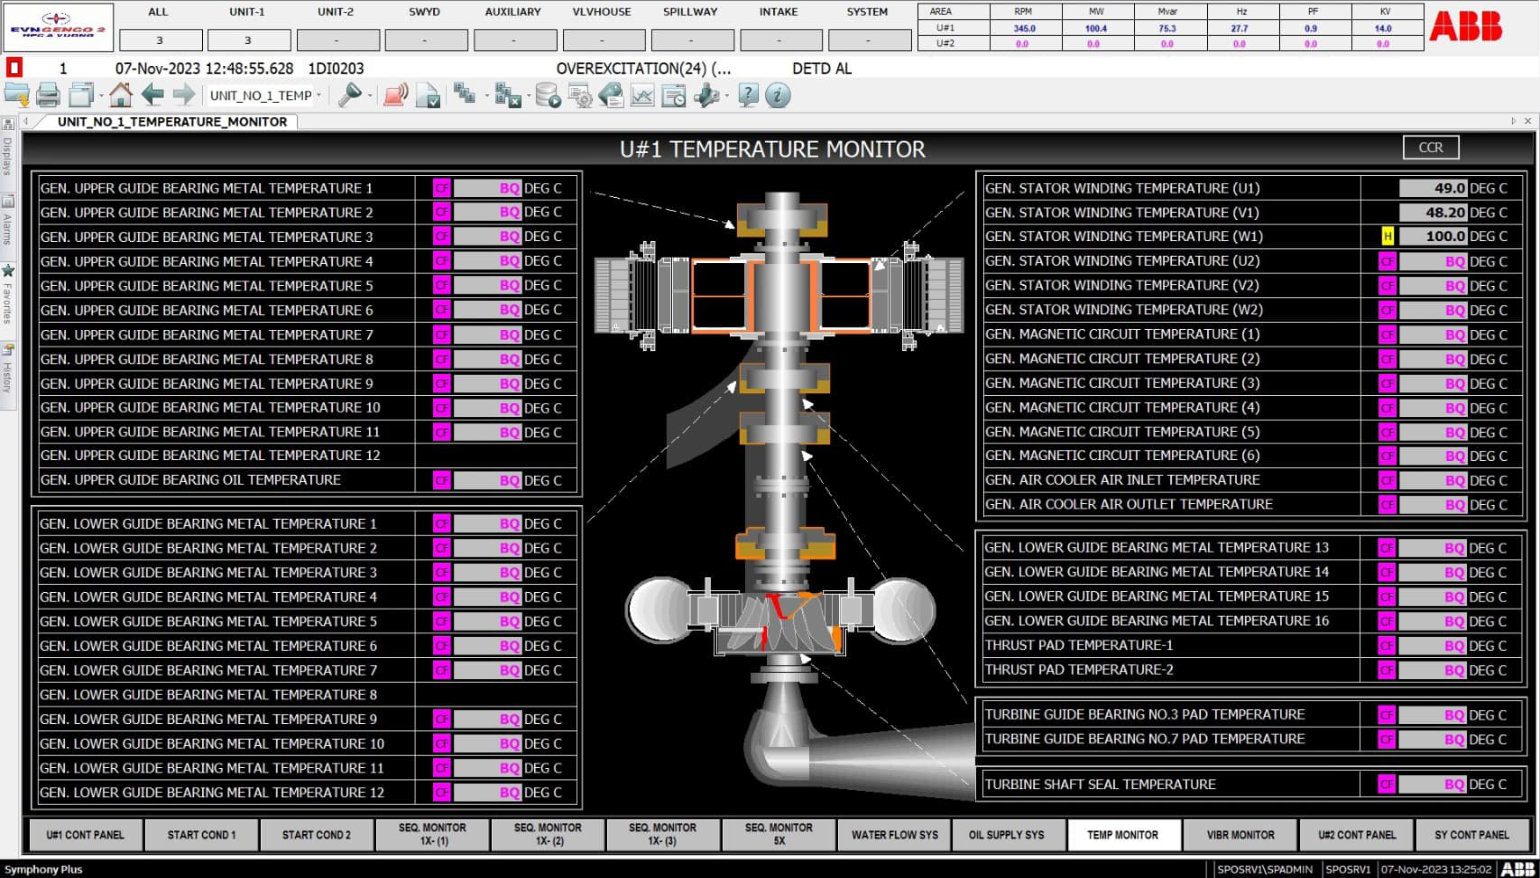 ALL UNIT-1 UNIT-2 SWYD AUXILIARY VLVHOUSE SPILLWAY INTAKE SYSTEM
3 3 - - - - - - -
EVNGENCO 2
HPC A VUONG
AREA RPM MW Mvar Hz PF KV
U#1 345.0 100.4 75.3 27.7 0.9 14.0
U#2 0.0 0.0 0.0 0.0 0.0 0.0
ABB
1 07-Nov-2023 12:48:55.628 1DI0203 OVEREXCITATION(24) (... DETD AL
UNIT_NO_1_TEMP
UNIT_NO_1_TEMPERATURE_MONITOR
Displays
Alarms
Favorites
History
U#1 TEMPERATURE MONITOR
CCR
GEN. UPPER GUIDE BEARING METAL TEMPERATURE 1 CF BQ DEG C
GEN. UPPER GUIDE BEARING METAL TEMPERATURE 2 CF BQ DEG C
GEN. UPPER GUIDE BEARING METAL TEMPERATURE 3 CF BQ DEG C
GEN. UPPER GUIDE BEARING METAL TEMPERATURE 4 CF BQ DEG C
GEN. UPPER GUIDE BEARING METAL TEMPERATURE 5 CF BQ DEG C
GEN. UPPER GUIDE BEARING METAL TEMPERATURE 6 CF BQ DEG C
GEN. UPPER GUIDE BEARING METAL TEMPERATURE 7 CF BQ DEG C
GEN. UPPER GUIDE BEARING METAL TEMPERATURE 8 CF BQ DEG C
GEN. UPPER GUIDE BEARING METAL TEMPERATURE 9 CF BQ DEG C
GEN. UPPER GUIDE BEARING METAL TEMPERATURE 10 CF BQ DEG C
GEN. UPPER GUIDE BEARING METAL TEMPERATURE 11 CF BQ DEG C
GEN. UPPER GUIDE BEARING METAL TEMPERATURE 12
GEN. UPPER GUIDE BEARING OIL TEMPERATURE CF BQ DEG C
GEN. LOWER GUIDE BEARING METAL TEMPERATURE 1 CF BQ DEG C
GEN. LOWER GUIDE BEARING METAL TEMPERATURE 2 CF BQ DEG C
GEN. LOWER GUIDE BEARING METAL TEMPERATURE 3 CF BQ DEG C
GEN. LOWER GUIDE BEARING METAL TEMPERATURE 4 CF BQ DEG C
GEN. LOWER GUIDE BEARING METAL TEMPERATURE 5 CF BQ DEG C
GEN. LOWER GUIDE BEARING METAL TEMPERATURE 6 CF BQ DEG C
GEN. LOWER GUIDE BEARING METAL TEMPERATURE 7 CF BQ DEG C
GEN. LOWER GUIDE BEARING METAL TEMPERATURE 8
GEN. LOWER GUIDE BEARING METAL TEMPERATURE 9 CF BQ DEG C
GEN. LOWER GUIDE BEARING METAL TEMPERATURE 10 CF BQ DEG C
GEN. LOWER GUIDE BEARING METAL TEMPERATURE 11 CF BQ DEG C
GEN. LOWER GUIDE BEARING METAL TEMPERATURE 12 CF BQ DEG C
GEN. STATOR WINDING TEMPERATURE (U1) 49.0 DEG C
GEN. STATOR WINDING TEMPERATURE (V1) 48.20 DEG C
GEN. STATOR WINDING TEMPERATURE (W1) H 100.0 DEG C
GEN. STATOR WINDING TEMPERATURE (U2) CF BQ DEG C
GEN. STATOR WINDING TEMPERATURE (V2) CF BQ DEG C
GEN. STATOR WINDING TEMPERATURE (W2) CF BQ DEG C
GEN. MAGNETIC CIRCUIT TEMPERATURE (1) CF BQ DEG C
GEN. MAGNETIC CIRCUIT TEMPERATURE (2) CF BQ DEG C
GEN. MAGNETIC CIRCUIT TEMPERATURE (3) CF BQ DEG C
GEN. MAGNETIC CIRCUIT TEMPERATURE (4) CF BQ DEG C
GEN. MAGNETIC CIRCUIT TEMPERATURE (5) CF BQ DEG C
GEN. MAGNETIC CIRCUIT TEMPERATURE (6) CF BQ DEG C
GEN. AIR COOLER AIR INLET TEMPERATURE CF BQ DEG C
GEN. AIR COOLER AIR OUTLET TEMPERATURE CF BQ DEG C
GEN. LOWER GUIDE BEARING METAL TEMPERATURE 13 CF BQ DEG C
GEN. LOWER GUIDE BEARING METAL TEMPERATURE 14 CF BQ DEG C
GEN. LOWER GUIDE BEARING METAL TEMPERATURE 15 CF BQ DEG C
GEN. LOWER GUIDE BEARING METAL TEMPERATURE 16 CF BQ DEG C
THRUST PAD TEMPERATURE-1 CF BQ DEG C
THRUST PAD TEMPERATURE-2 CF BQ DEG C
TURBINE GUIDE BEARING NO.3 PAD TEMPERATURE CF BQ DEG C
TURBINE GUIDE BEARING NO.7 PAD TEMPERATURE CF BQ DEG C
TURBINE SHAFT SEAL TEMPERATURE CF BQ DEG C
U#1 CONT PANEL
START COND 1
START COND 2
SEQ. MONITOR
1X- (1)
SEQ. MONITOR
1X- (2)
SEQ. MONITOR
1X- (3)
SEQ. MONITOR
5X
WATER FLOW SYS
OIL SUPPLY SYS
TEMP MONITOR
VIBR MONITOR
U#2 CONT PANEL
SY CONT PANEL
Symphony Plus SPOSRV1\SPADMIN SPOSRV1 07-Nov-2023 13:25:02 ABB